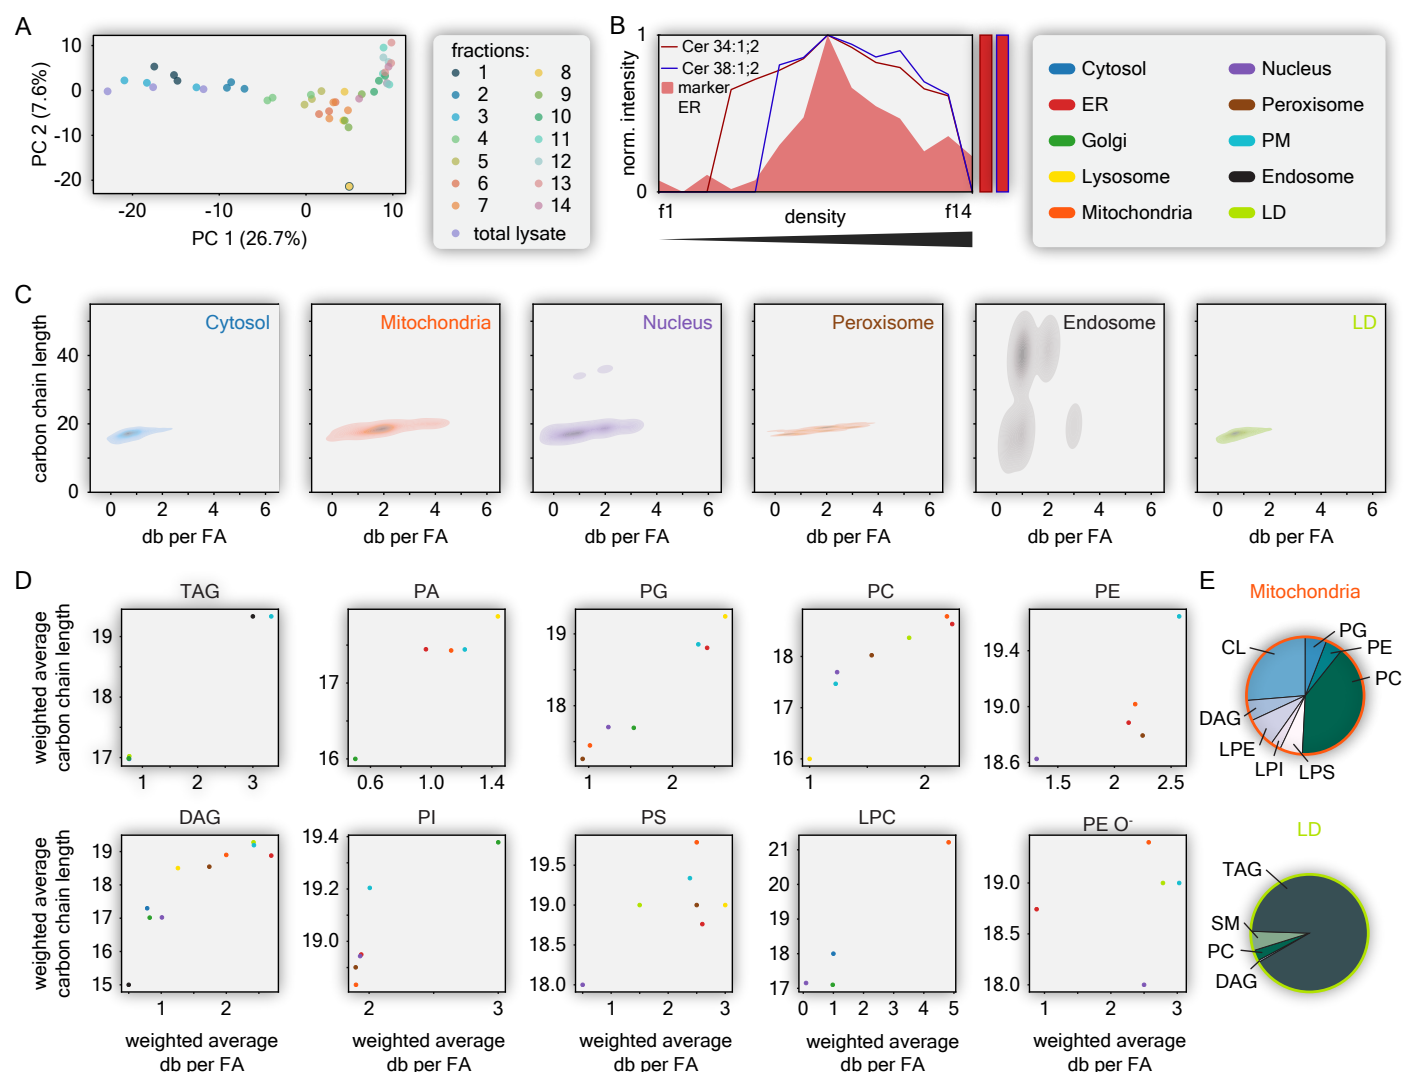 A
PC 2 (7.6%)
10
0
-10
-20
-20
-10
0
10
PC 1 (26.7%)
fractions:
1
2
3
4
5
6
7
8
9
10
11
12
13
14
total lysate
B
norm. intensity
1
0
Cer 34:1;2
Cer 38:1;2
marker
ER
f1
density
f14
Cytosol
ER
Golgi
Lysosome
Mitochondria
Nucleus
Peroxisome
PM
Endosome
LD
C
carbon chain length
40
20
0
Cytosol
0 2 4 6
db per FA
Mitochondria
0 2 4 6
db per FA
Nucleus
0 2 4 6
db per FA
Peroxisome
0 2 4 6
db per FA
Endosome
0 2 4 6
db per FA
LD
0 2 4 6
db per FA
D
weighted average
carbon chain length
TAG
19
18
17
1 2 3
PA
17
16
0.6 1.0 1.4
PG
19
18
1 2
PC
18
17
16
1 2
PE
19.4
19.0
18.6
1.5 2 2.5
weighted average
carbon chain length
DAG
19
18
17
16
15
1 2
weighted average
db per FA
PI
19.4
19.2
19.0
2 3
weighted average
db per FA
PS
19.5
19.0
18.5
18.0
1 2 3
weighted average
db per FA
LPC
21
20
19
18
17
0 1 2 3 4 5
weighted average
db per FA
PE O-
19.0
18.5
18.0
1 2 3
weighted average
db per FA
E
Mitochondria
CL
PG
PE
PC
DAG
LPE
LPI
LPS
LD
TAG
SM
PC
DAG